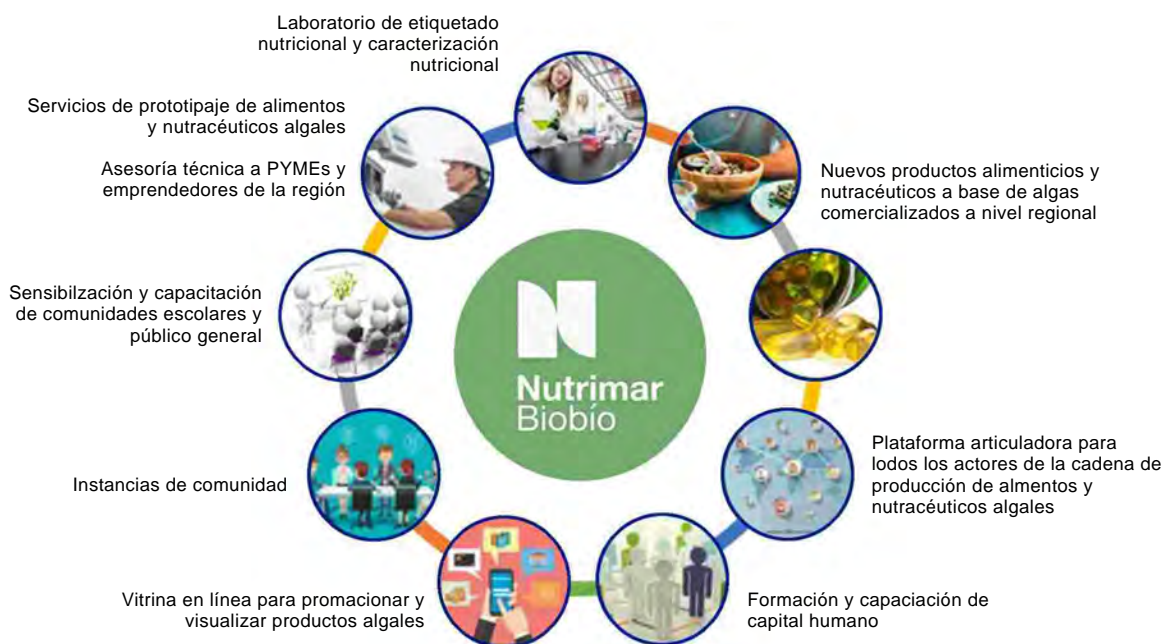 Laboratorio de etiquetado
nutricional y caracterización
nutricional
Servicios de prototipaje de alimentos
y nutracéuticos algales
Asesoría técnica a PYMEs y
emprendedores de la región
Nuevos productos alimenticios y
nutracéuticos a base de algas
comercializados a nivel regional
Sensibilzación y capacitación
de comunidades escolares y
público general
Nutrimar
Biobío
Plataforma articuladora para
lodos los actores de la cadena de
producción de almentos y
nutracéuticos algales
Instancias de comunidad
Vitrina en línea para promacionar y
visualizar productos algales
Formación y capaciación de
capital humano